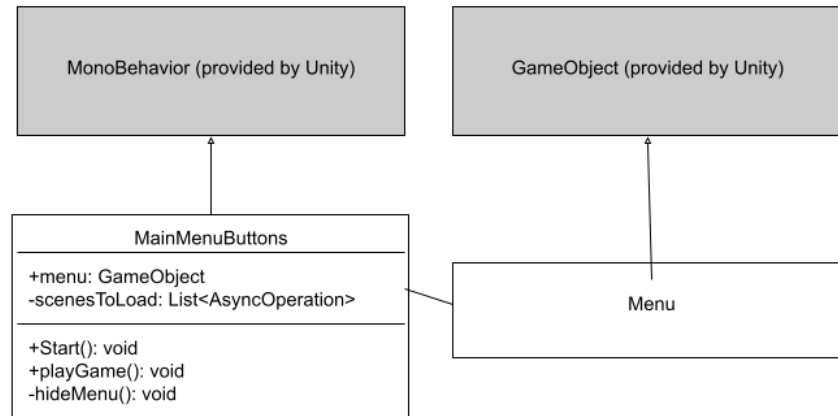 MonoBehavior (provided by Unity)
GameObject (provided by Unity)
MainMenuButtons
+menu: GameObject
-scenesToLoad: List<AsyncOperation>
+Start(): void
+playGame(): void
-hideMenu(): void
Menu